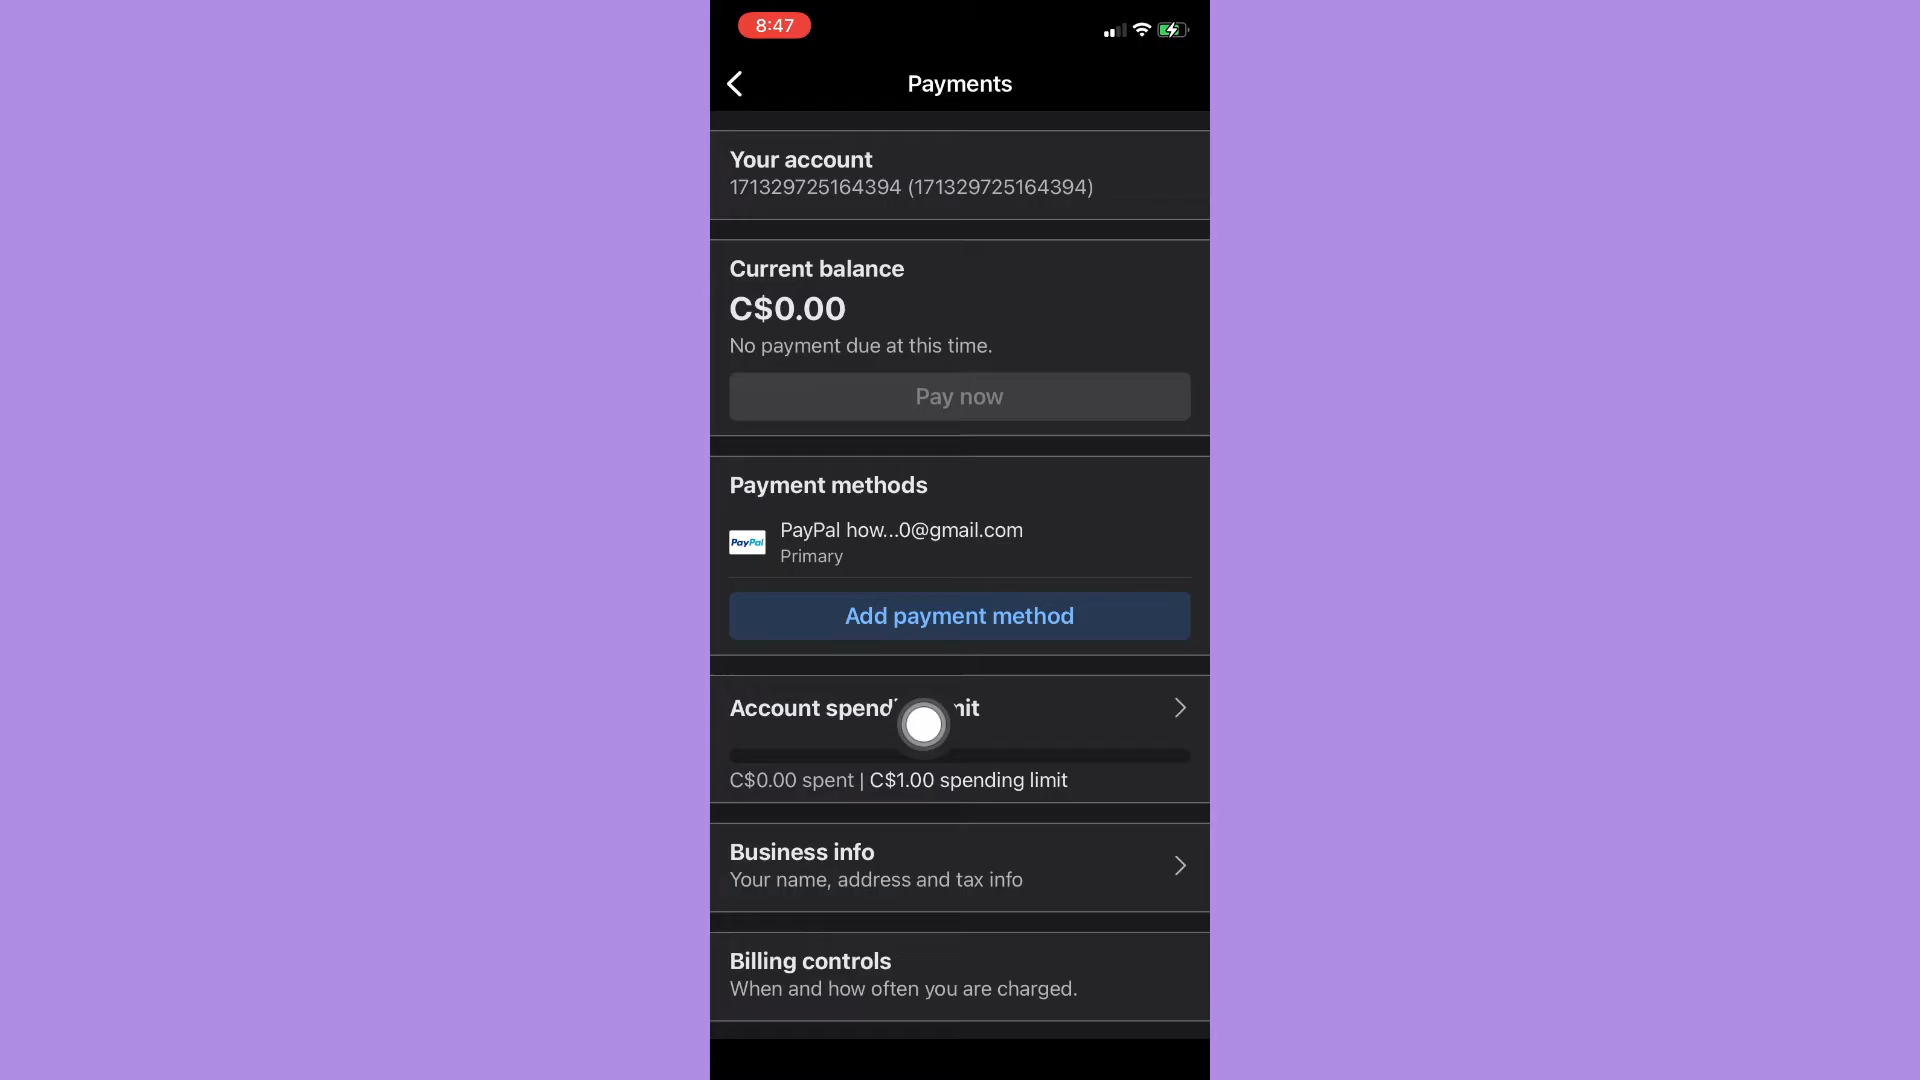 8:47
Payments
Your account
171329725164394 (171329725164394)
Current balance
C$0.00
No payment due at this time.
Pay now
Payment methods
PayPal
PayPal how...0@gmail.com
Primary
Add payment method
Account
C$0.00 spent | C$1.00 spending limit
Business info
Your name, address and tax info
Billing controls
When and how often you are charged.